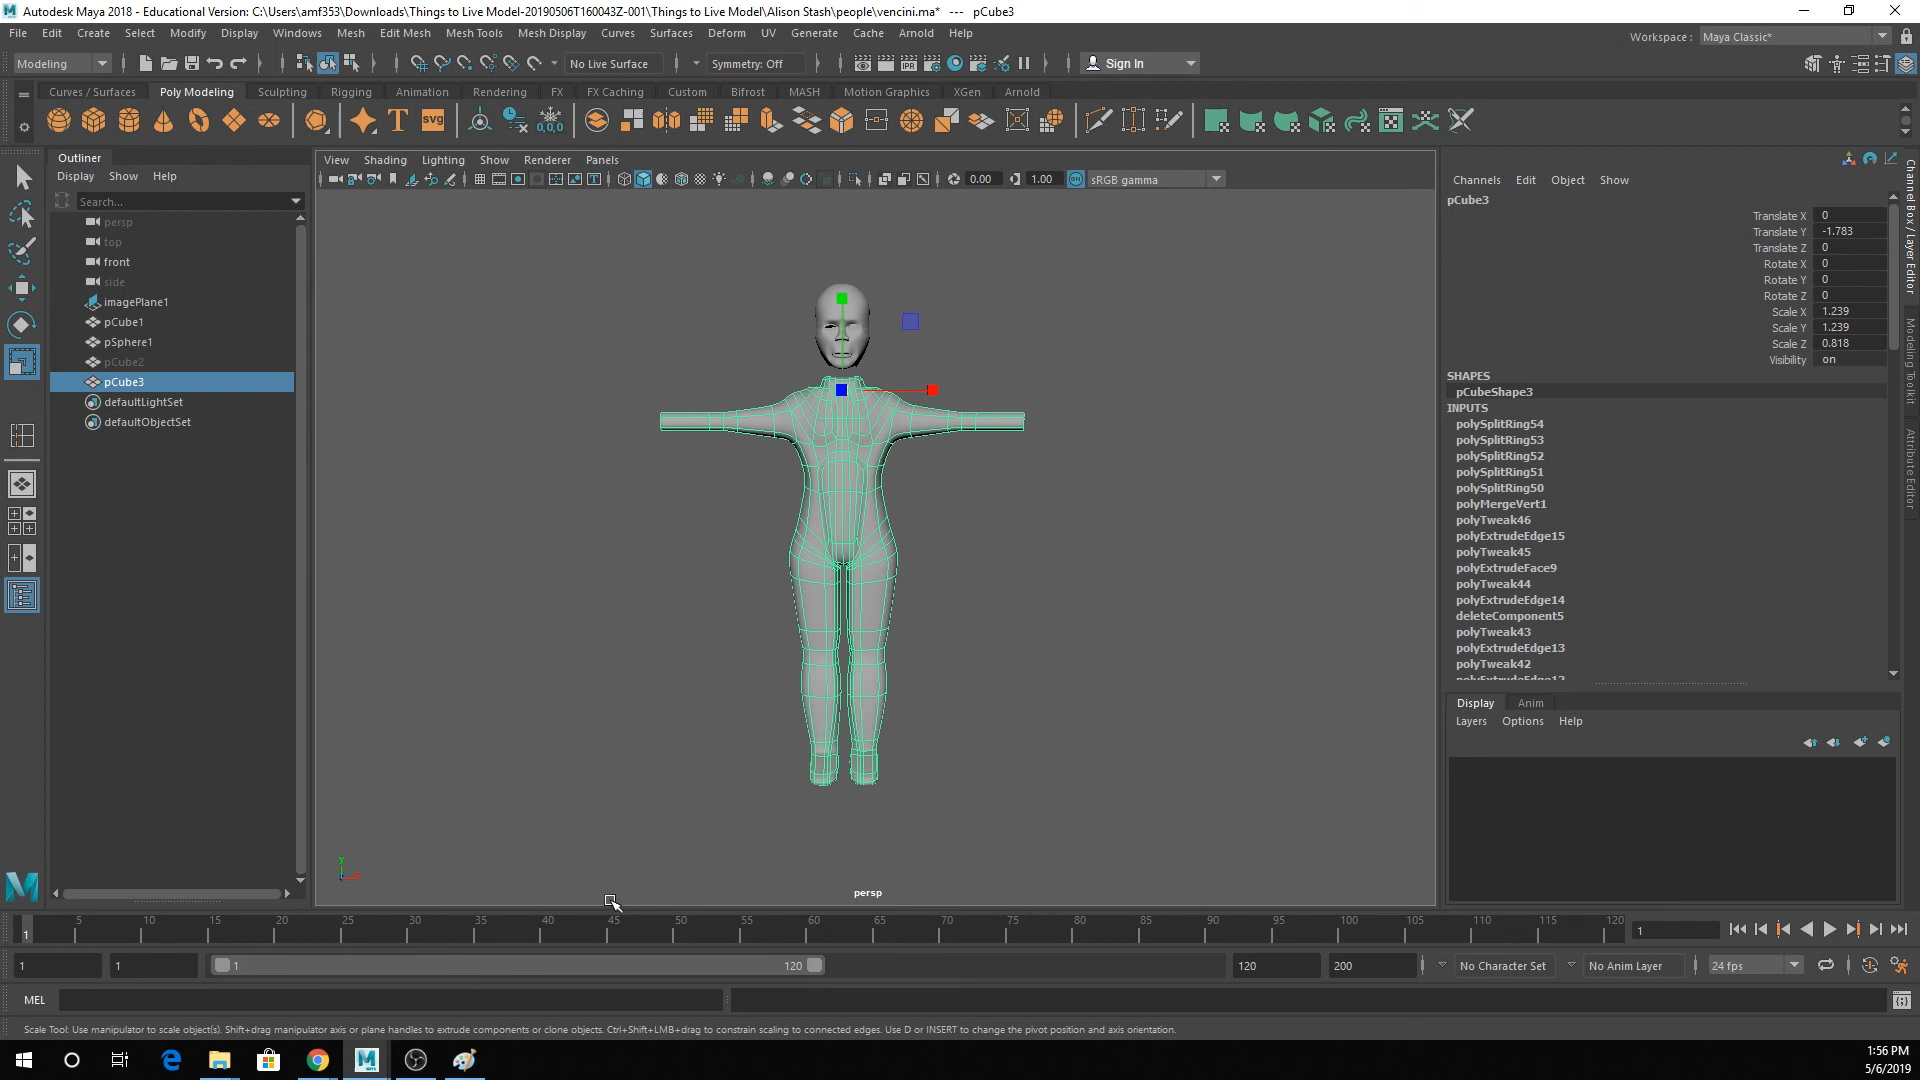 Autodesk Maya 2018 - Educational Version: C:\Users\amf353\Downloads\Things to Live Model-20190506T160043Z-001\Things to Live Model\Alison Stash\people\vencini.ma* --- pCube3
File Edit Create Select Modify Display Windows Mesh Edit Mesh Mesh Tools Mesh Display Curves Surfaces Deform UV Generate Cache Arnold Help
Workspace : Maya Classic*
Modeling No Live Surface Symmetry: Off Sign In
Curves / Surfaces Poly Modeling Sculpting Rigging Animation Rendering FX FX Caching Custom Bifrost MASH Motion Graphics XGen Arnold
T svg 0,0,0
Outliner
Display Show Help
Search...
persp
top
front
side
imagePlane1
pCube1
pSphere1
pCube2
pCube3
defaultLightSet
defaultObjectSet
View Shading Lighting Show Renderer Panels
0.00 1.00 ON sRGB gamma
y
persp
Channels Edit Object Show
pCube3
Translate X 0
Translate Y -1.783
Translate Z 0
Rotate X 0
Rotate Y 0
Rotate Z 0
Scale X 1.239
Scale Y 1.239
Scale Z 0.818
Visibility on
SHAPES
pCubeShape3
INPUTS
polySplitRing54
polySplitRing53
polySplitRing52
polySplitRing51
polySplitRing50
polyMergeVert1
polyTweak46
polyExtrudeEdge15
polyTweak45
polyExtrudeFace9
polyTweak44
polyExtrudeEdge14
deleteComponent5
polyTweak43
polyExtrudeEdge13
polyTweak42
polyExtrudeEdge12
Channel Box / Layer Editor
Modeling Toolkit
Attribute Editor
Display Anim
Layers Options Help
1 5 10 15 20 25 30 35 40 45 50 55 60 65 70 75 80 85 90 95 100 105 110 115 120
1
1 1 1 120 120 200 No Character Set No Anim Layer 24 fps
MEL
Scale Tool: Use manipulator to scale object(s). Shift+drag manipulator axis or plane handles to extrude components or clone objects. Ctrl+Shift+LMB+drag to constrain scaling to connected edges. Use D or INSERT to change the pivot position and axis orientation.
1:56 PM
5/6/2019